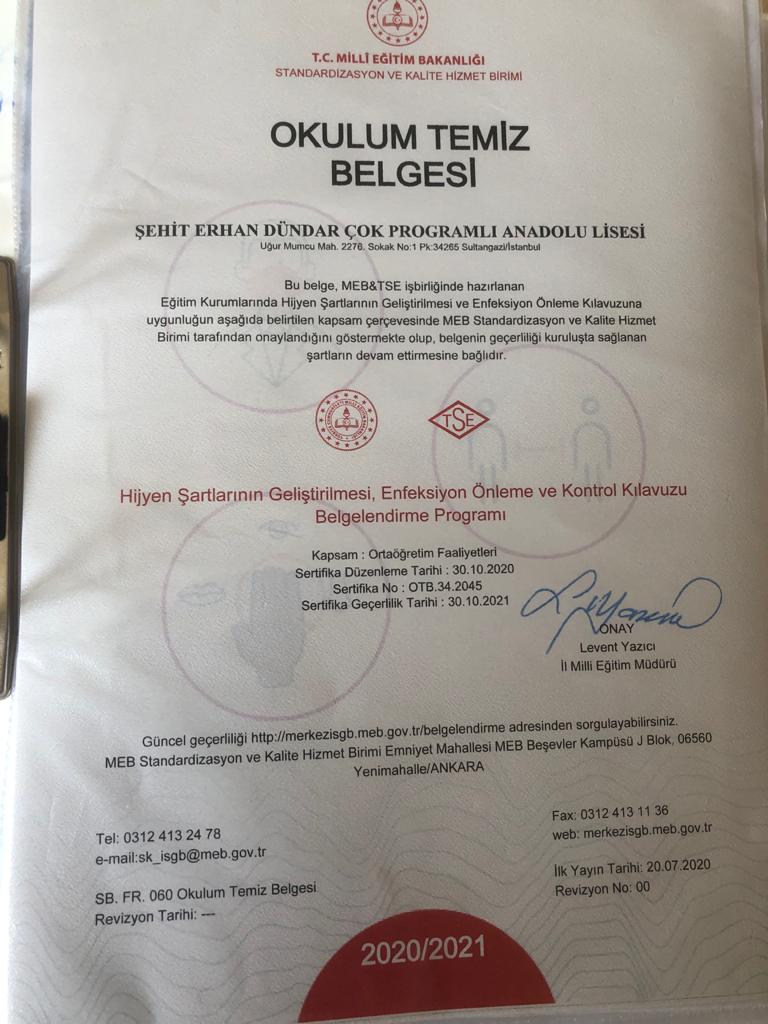 T.C. MİLLÎ EĞİTİM BAKANLIĞI
STANDARDİZASYON VE KALİTE HİZMET BİRİMİ
OKULUM TEMİZ
BELGESİ
ŞEHİT ERHAN DÜNDAR ÇOK PROGRAMLI ANADOLU LİSESİ
Uğur Mumcu Mah. 2276. Sokak No:1 Pk:34265 Sultangazi/İstanbul
Bu belge, MEB&TSE işbirliğinde hazırlanan
Eğitim Kurumlarında Hijyen Şartlarının Geliştirilmesi ve Enfeksiyon Önleme Kılavuzuna
uygunluğun aşağıda belirtilen kapsam çerçevesinde MEB Standardizasyon ve Kalite Hizmet
Birimi tarafından onaylandığını göstermekte olup, belgenin geçerliliği kuruluşta sağlanan
şartların devam ettirmesine bağlıdır.
TSE
Hijyen Şartlarının Geliştirilmesi, Enfeksiyon Önleme ve Kontrol Kılavuzu
Belgelendirme Programı
Kapsam : Ortaöğretim Faaliyetleri
Sertifika Düzenleme Tarihi : 30.10.2020
Sertifika No : OTB.34.2045
Sertifika Geçerlilik Tarihi : 30.10.2021
ONAY
Levent Yazıcı
İl Milli Eğitim Müdürü
Güncel geçerliliği http://merkezisgb.meb.gov.tr/belgelendirme adresinden sorgulayabilirsiniz.
MEB Standardizasyon ve Kalite Hizmet Birimi Emniyet Mahallesi MEB Beşevler Kampüsü J Blok, 06560
Yenimahalle/ANKARA
Tel: 0312 413 24 78
e-mail:sk_isgb@meb.gov.tr
Fax: 0312 413 11 36
web: merkezisgb.meb.gov.tr
SB. FR. 060 Okulum Temiz Belgesi
Revizyon Tarihi: ---
İlk Yayın Tarihi: 20.07.2020
Revizyon No: 00
2020/2021